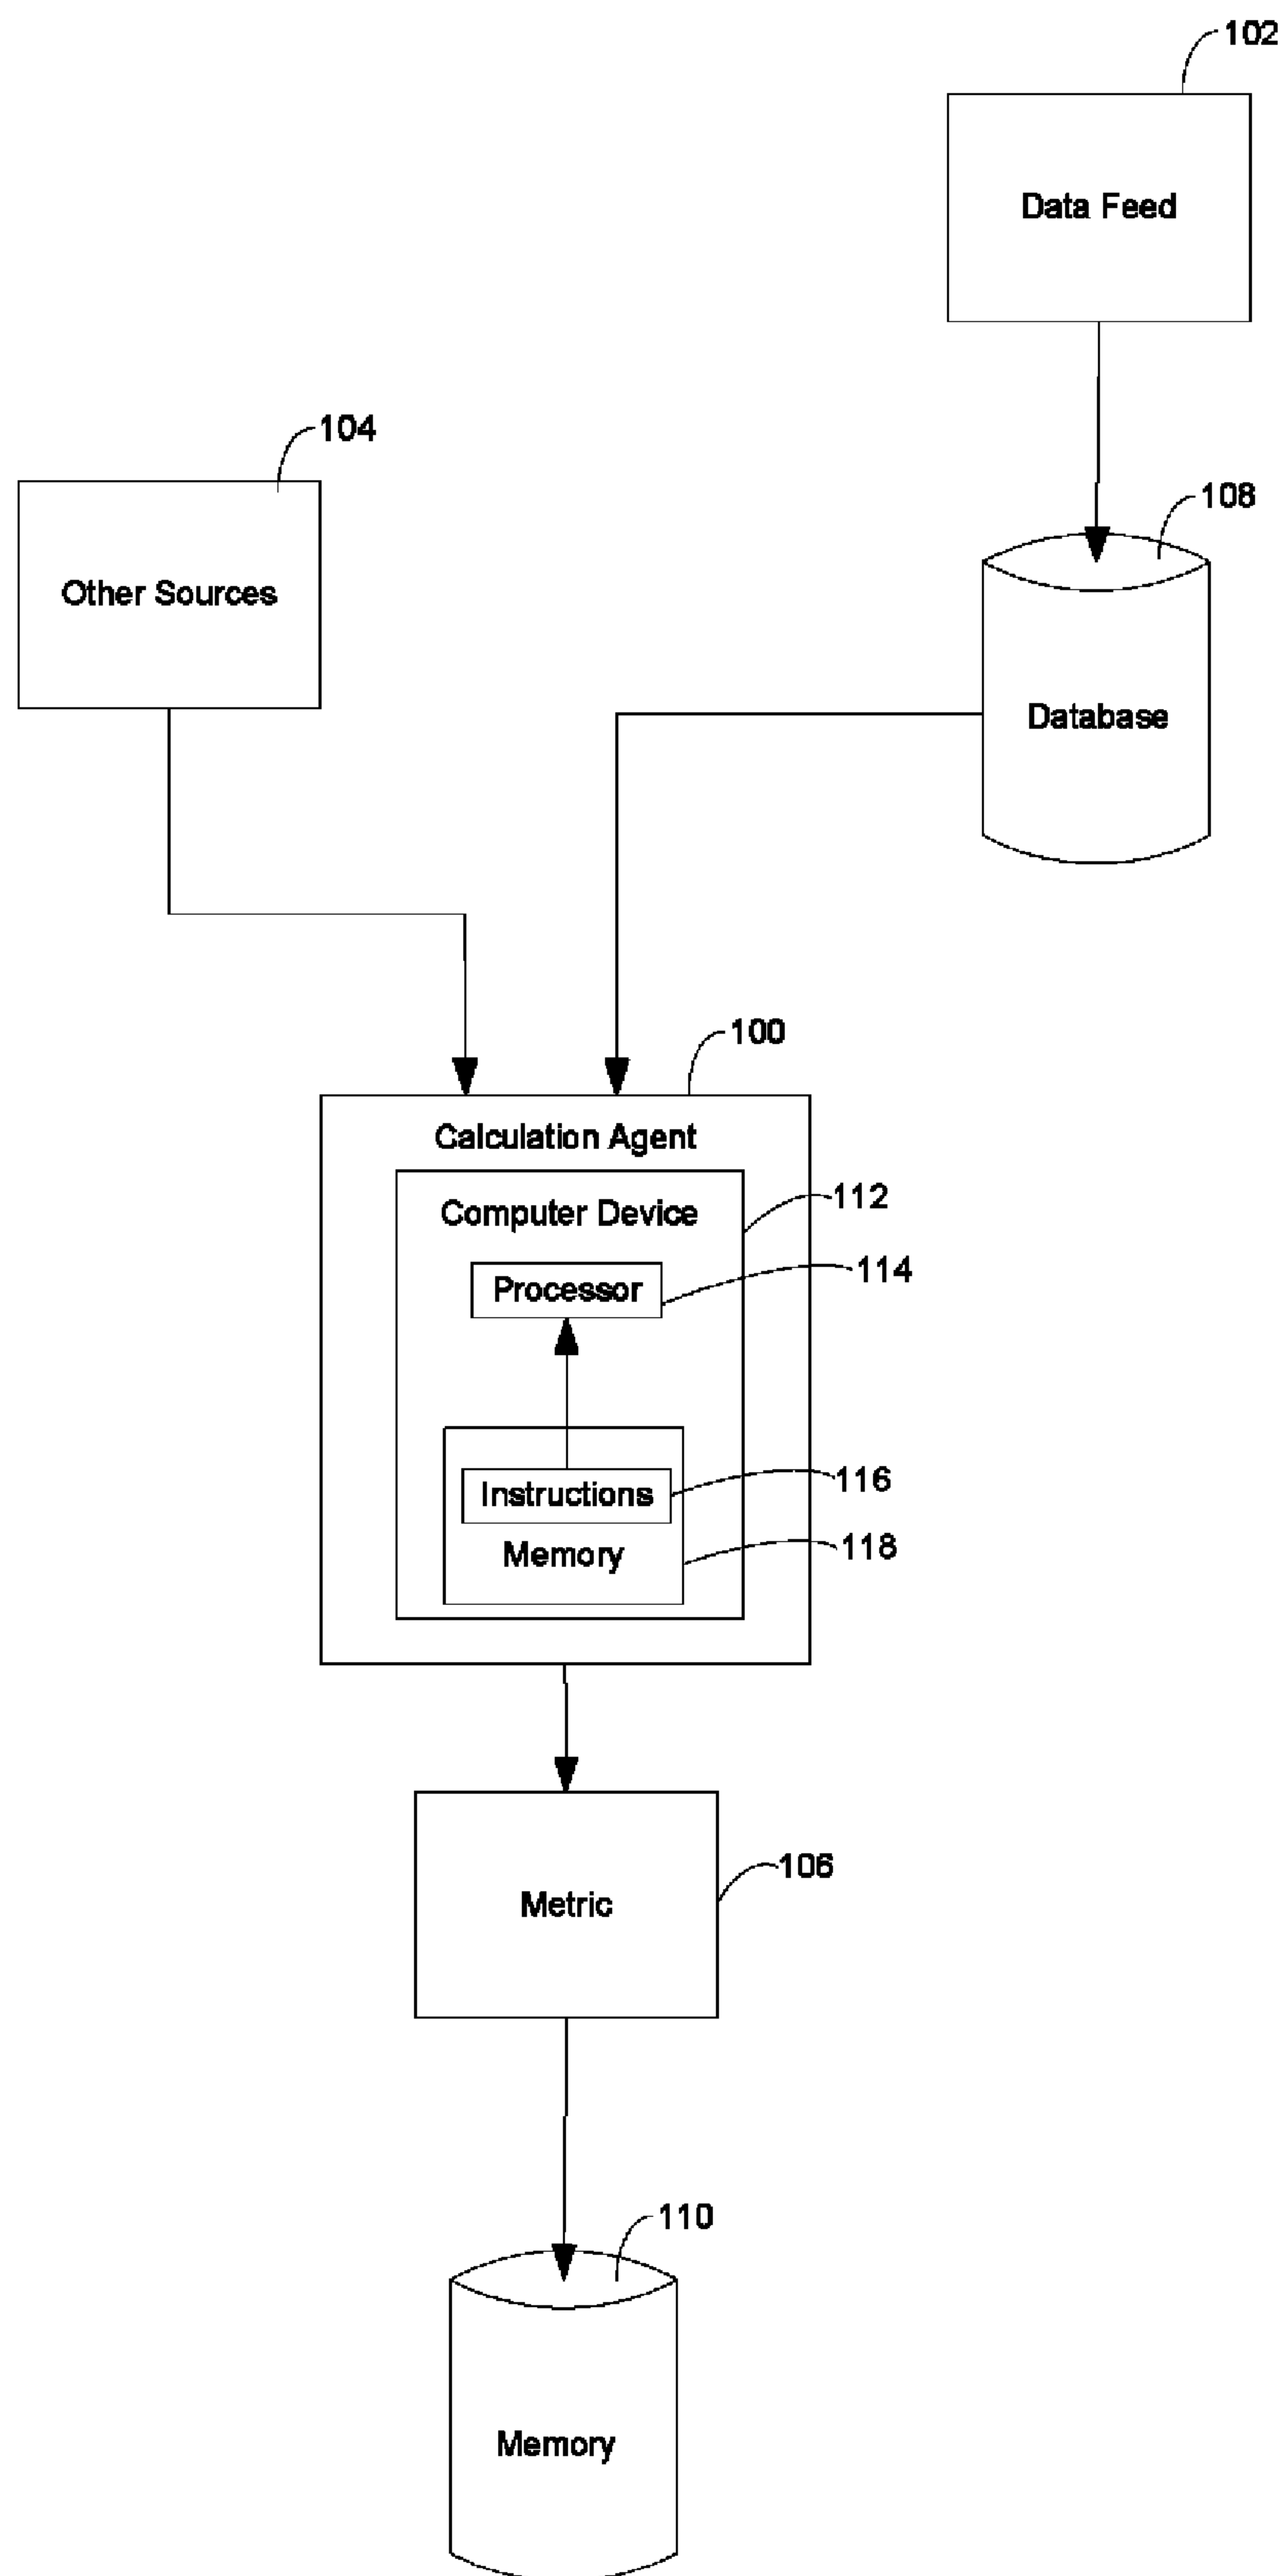 102
Data Feed
104
108
Other Sources
Database
100
Calculation Agent
112
Computer Device
114
Processor
116
Instructions
118
Memory
106
Metric
110
Memory